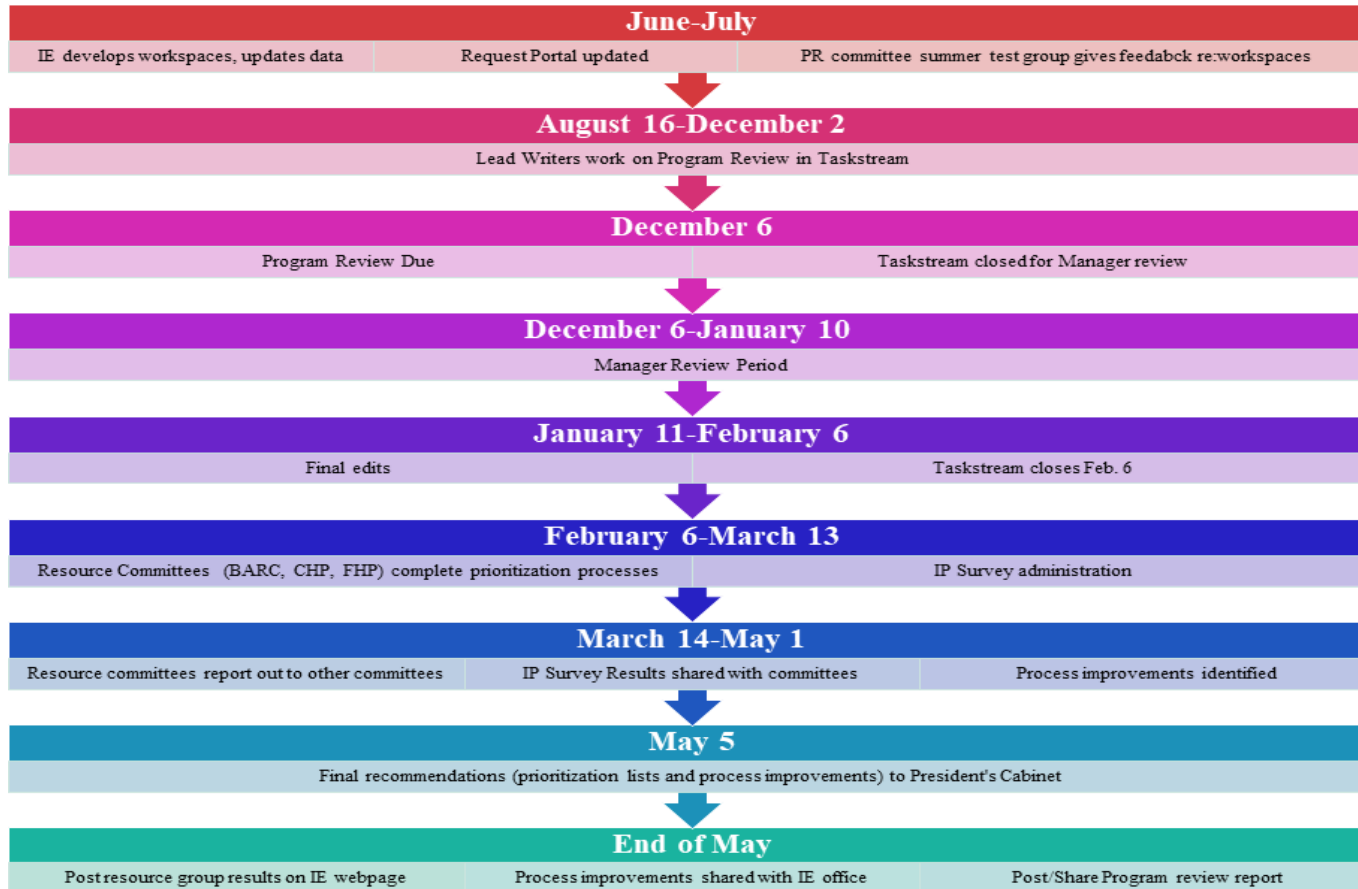 June-July
IE develops workspaces, updates data
Request Portal updated
PR committee summer test group gives feedabck re:workspaces
August 16-December 2
Lead Writers work on Program Review in Taskstream
December 6
Program Review Due
Taskstream closed for Manager review
December 6-January 10
Manager Review Period
January 11-February 6
Final edits
Taskstream closes Feb. 6
February 6-March 13
Resource Committees (BARC, CHP, FHP) complete prioritization processes
IP Survey administration
March 14-May 1
Resource committees report out to other committees
IP Survey Results shared with committees
Process improvements identified
May 5
Final recommendations (prioritization lists and process improvements) to President's Cabinet
End of May
Post resource group results on IE webpage
Process improvements shared with IE office
Post/Share Program review report